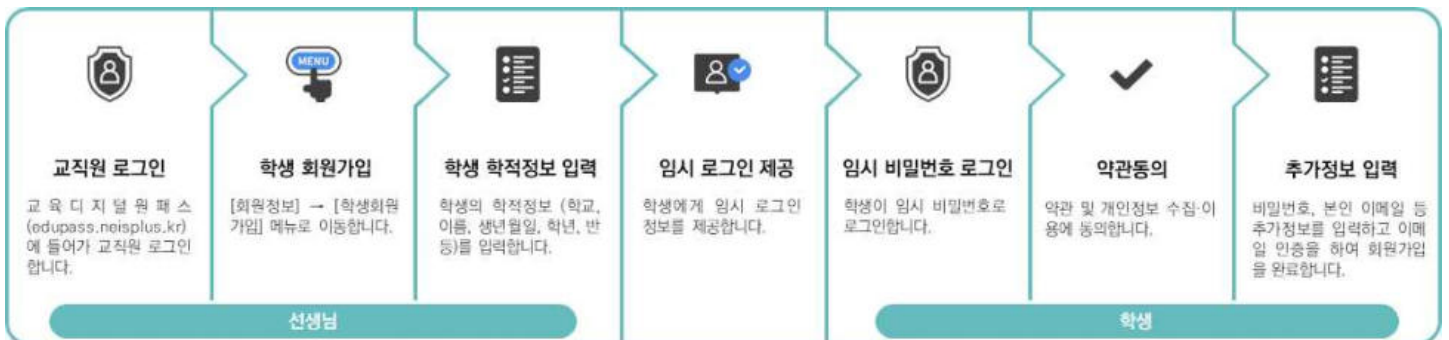 MENU
교직원 로그인
교육디지털원패스
(edupass.neisplus.kr)
에 들어가 교직원 로그인
합니다.
학생 회원가입
[회원정보] → [학생회원
가입] 메뉴로 이동합니다.
학생 학적정보 입력
학생의 학적정보 (학교,
이름, 생년월일, 학년, 반
등)를 입력합니다.
임시 로그인 제공
학생에게 임시 로그인
정보를 제공합니다.
임시 비밀번호 로그인
학생이 임시 비밀번호로
로그인합니다.
약관동의
약관 및 개인정보 수집·이
용에 동의합니다.
추가정보 입력
비밀번호, 본인 이메일 등
추가정보를 입력하고 이메
일 인증을 하여 회원가입
을 완료합니다.
선생님
학생